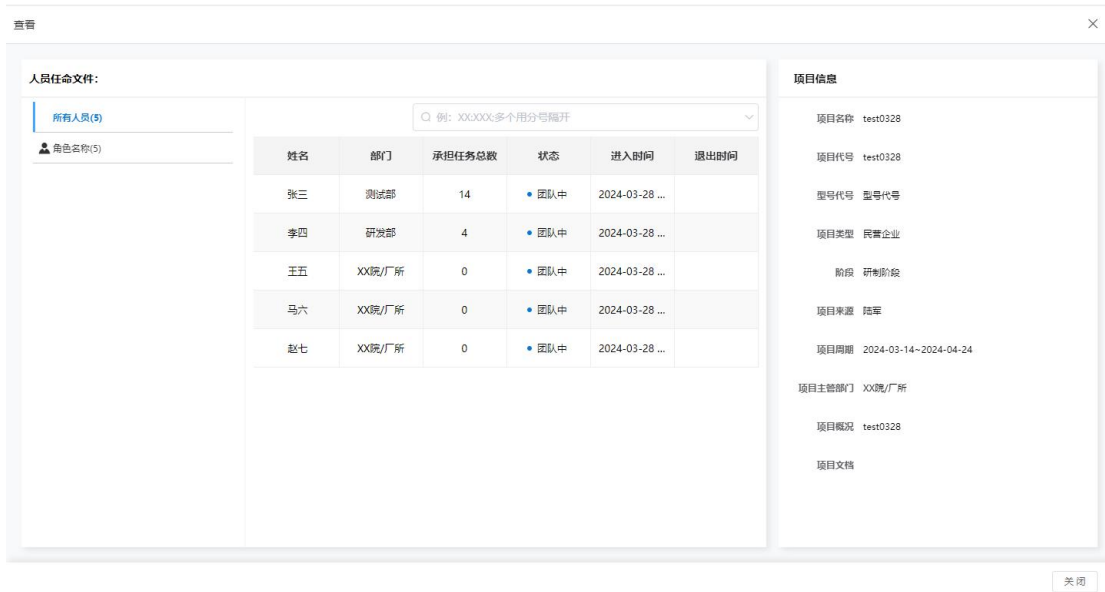 查看
人员任命文件:
所有人员(5)
角色名称(5)
例: XX;XXX;多个用分号隔开
姓名 部门 承担任务总数 状态 进入时间 退出时间
张三 测试部 14 团队中 2024-03-28 ...
李四 研发部 4 团队中 2024-03-28 ...
王五 XX院/厂所 0 团队中 2024-03-28 ...
马六 XX院/厂所 0 团队中 2024-03-28 ...
赵七 XX院/厂所 0 团队中 2024-03-28 ...
项目信息
项目名称 test0328
项目代号 test0328
型号代号 型号代号
项目类型 民营企业
阶段 研制阶段
项目来源 陆军
项目周期 2024-03-14~2024-04-24
项目主管部门 XX院/厂所
项目概况 test0328
项目文档
关闭